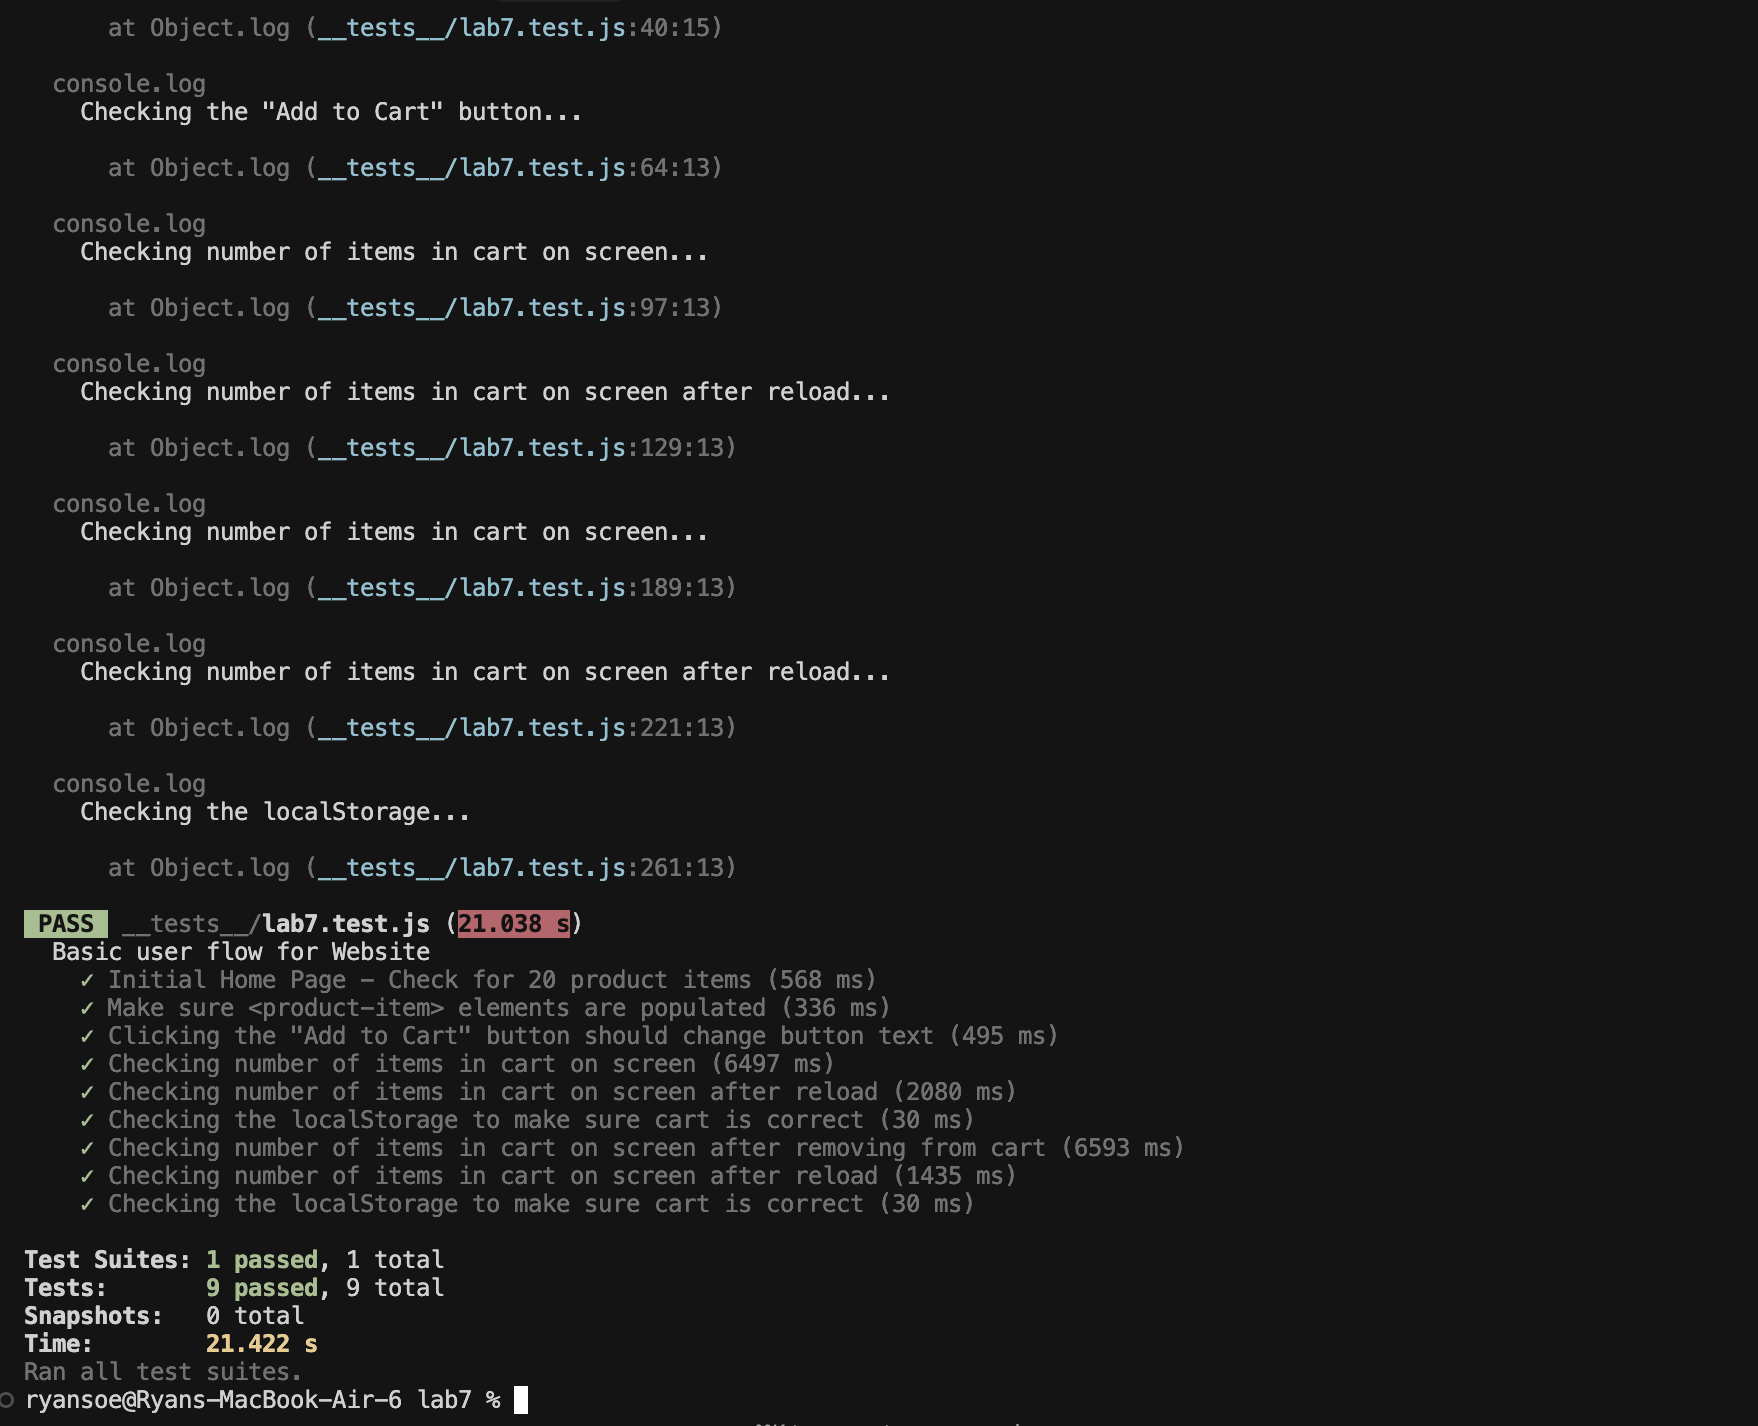 at Object.log (__tests__/lab7.test.js:40:15)
console.log
Checking the "Add to Cart" button...
at Object.log (__tests__/lab7.test.js:64:13)
console.log
Checking number of items in cart on screen...
at Object.log (__tests__/lab7.test.js:97:13)
console.log
Checking number of items in cart on screen after reload...
at Object.log (__tests__/lab7.test.js:129:13)
console.log
Checking number of items in cart on screen...
at Object.log (__tests__/lab7.test.js:189:13)
console.log
Checking number of items in cart on screen after reload...
at Object.log (__tests__/lab7.test.js:221:13)
console.log
Checking the localStorage...
at Object.log (__tests__/lab7.test.js:261:13)
PASS __tests__/lab7.test.js (21.038 s)
Basic user flow for Website
✓ Initial Home Page - Check for 20 product items (568 ms)
✓ Make sure <product-item> elements are populated (336 ms)
✓ Clicking the "Add to Cart" button should change button text (495 ms)
✓ Checking number of items in cart on screen (6497 ms)
✓ Checking number of items in cart on screen after reload (2080 ms)
✓ Checking the localStorage to make sure cart is correct (30 ms)
✓ Checking number of items in cart on screen after removing from cart (6593 ms)
✓ Checking number of items in cart on screen after reload (1435 ms)
✓ Checking the localStorage to make sure cart is correct (30 ms)
Test Suites: 1 passed, 1 total
Tests: 9 passed, 9 total
Snapshots: 0 total
Time: 21.422 s
Ran all test suites.
ryansoe@Ryans-MacBook-Air-6 lab7 %